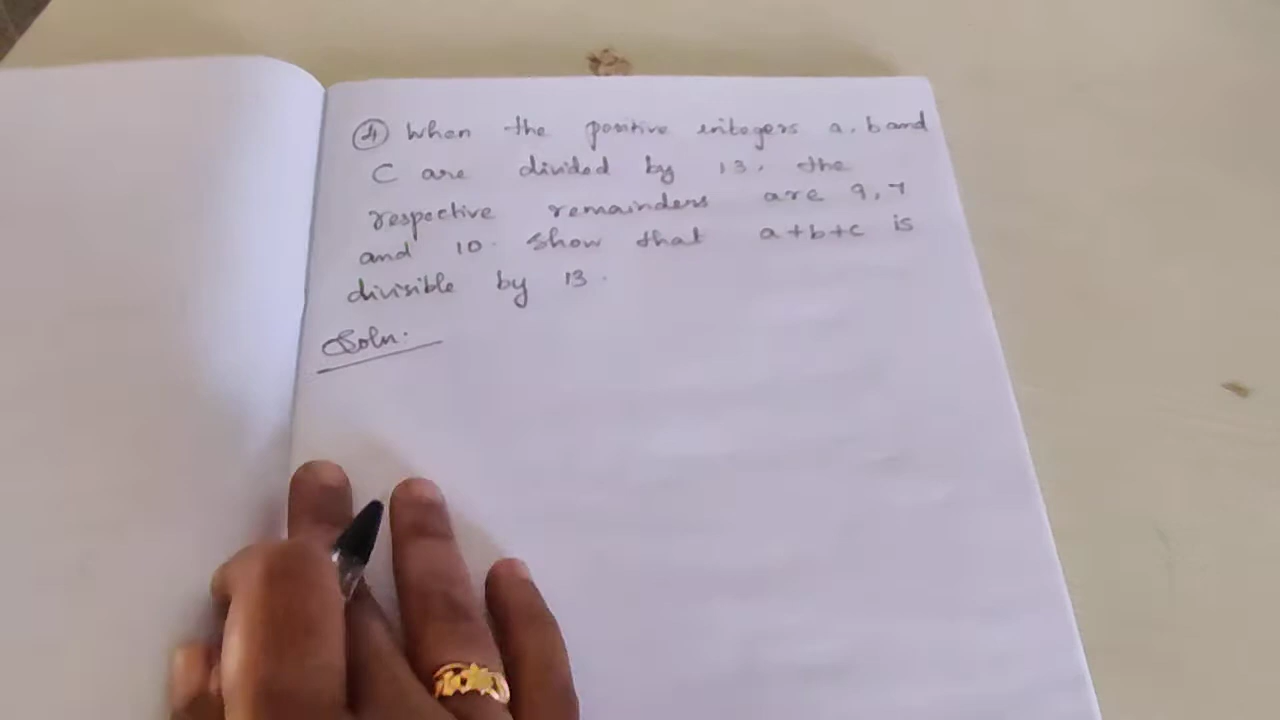 ④ When the positive integers a, b and
C are divided by 13, the
respective remainders are 9, 7
and 10. Show that a+b+c is
divisible by 13.
Soln.